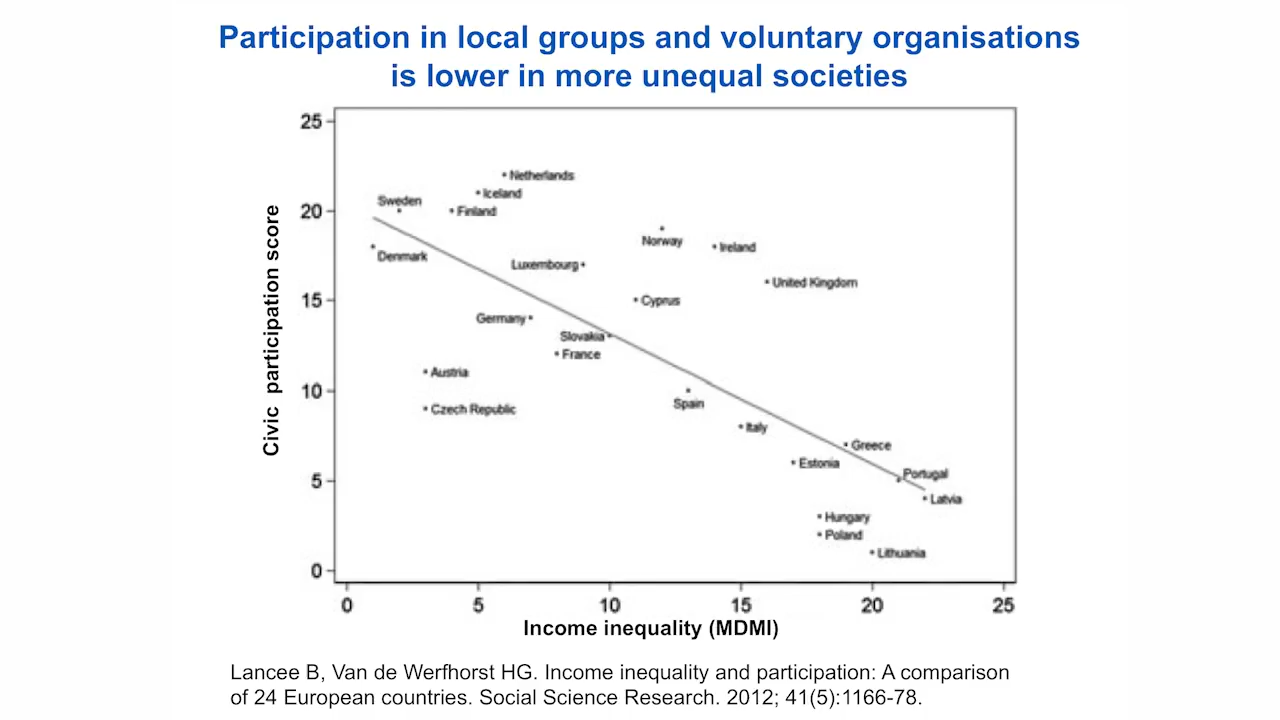 Participation in local groups and voluntary organisations
is lower in more unequal societies
Civic participation score
25
20
15
10
5
0
Netherlands
Iceland
Sweden
Finland
Denmark
Norway
Ireland
Luxembourg
United Kingdom
Cyprus
Germany
Slovakia
France
Austria
Spain
Czech Republic
Italy
Greece
Estonia
Portugal
Latvia
Hungary
Poland
Lithuania
0 5 10 15 20 25
Income inequality (MDMI)
Lancee B, Van de Werfhorst HG. Income inequality and participation: A comparison
of 24 European countries. Social Science Research. 2012; 41(5):1166-78.